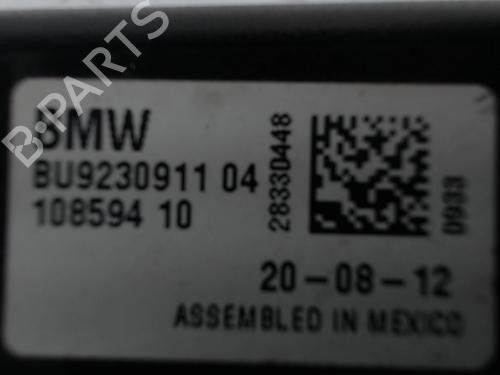 B-PARTS
BMW
BU9230911 04
108594 10
28330448
0933
20-08-12
ASSEMBLED IN MEXICO